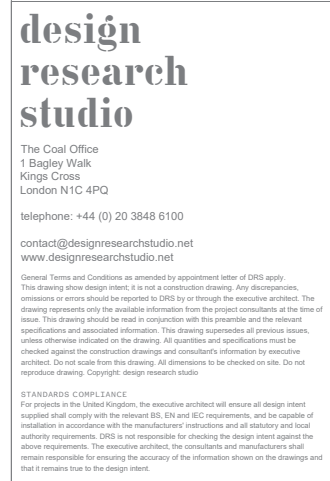 design
research
studio
The Coal Office
1 Bagley Walk
Kings Cross
London N1C 4PQ
telephone: +44 (0) 20 3848 6100
contact@designresearchstudio.net
www.designresearchstudio.net
General Terms and Conditions as amended by appointment letter of DRS apply.
This drawing show design intent; it is not a construction drawing. Any discrepancies,
omissions or errors should be reported to DRS by or through the executive architect. The
drawing represents only the available information from the project consultants at the time of
issue. This drawing should be read in conjunction with this preamble and the relevant
specifications and associated information. This drawing supersedes all previous issues,
unless otherwise indicated on the drawing. All quantities and specifications must be
checked against the construction drawings and consultant's information by executive
architect. Do not scale from this drawing. All dimensions to be checked on site. Do not
reproduce drawing. Copyright: design research studio
STANDARDS COMPLIANCE
For projects in the United Kingdom, the executive architect will ensure all design intent
supplied shall comply with the relevant BS, EN and IEC requirements, and be capable of
installation in accordance with the manufacturers' instructions and all statutory and local
authority requirements. DRS is not responsible for checking the design intent against the
above requirements. The executive architect, the consultants and manufacturers shall
remain responsible for ensuring the accuracy of the information shown on the drawings and
that it remains true to the design intent.